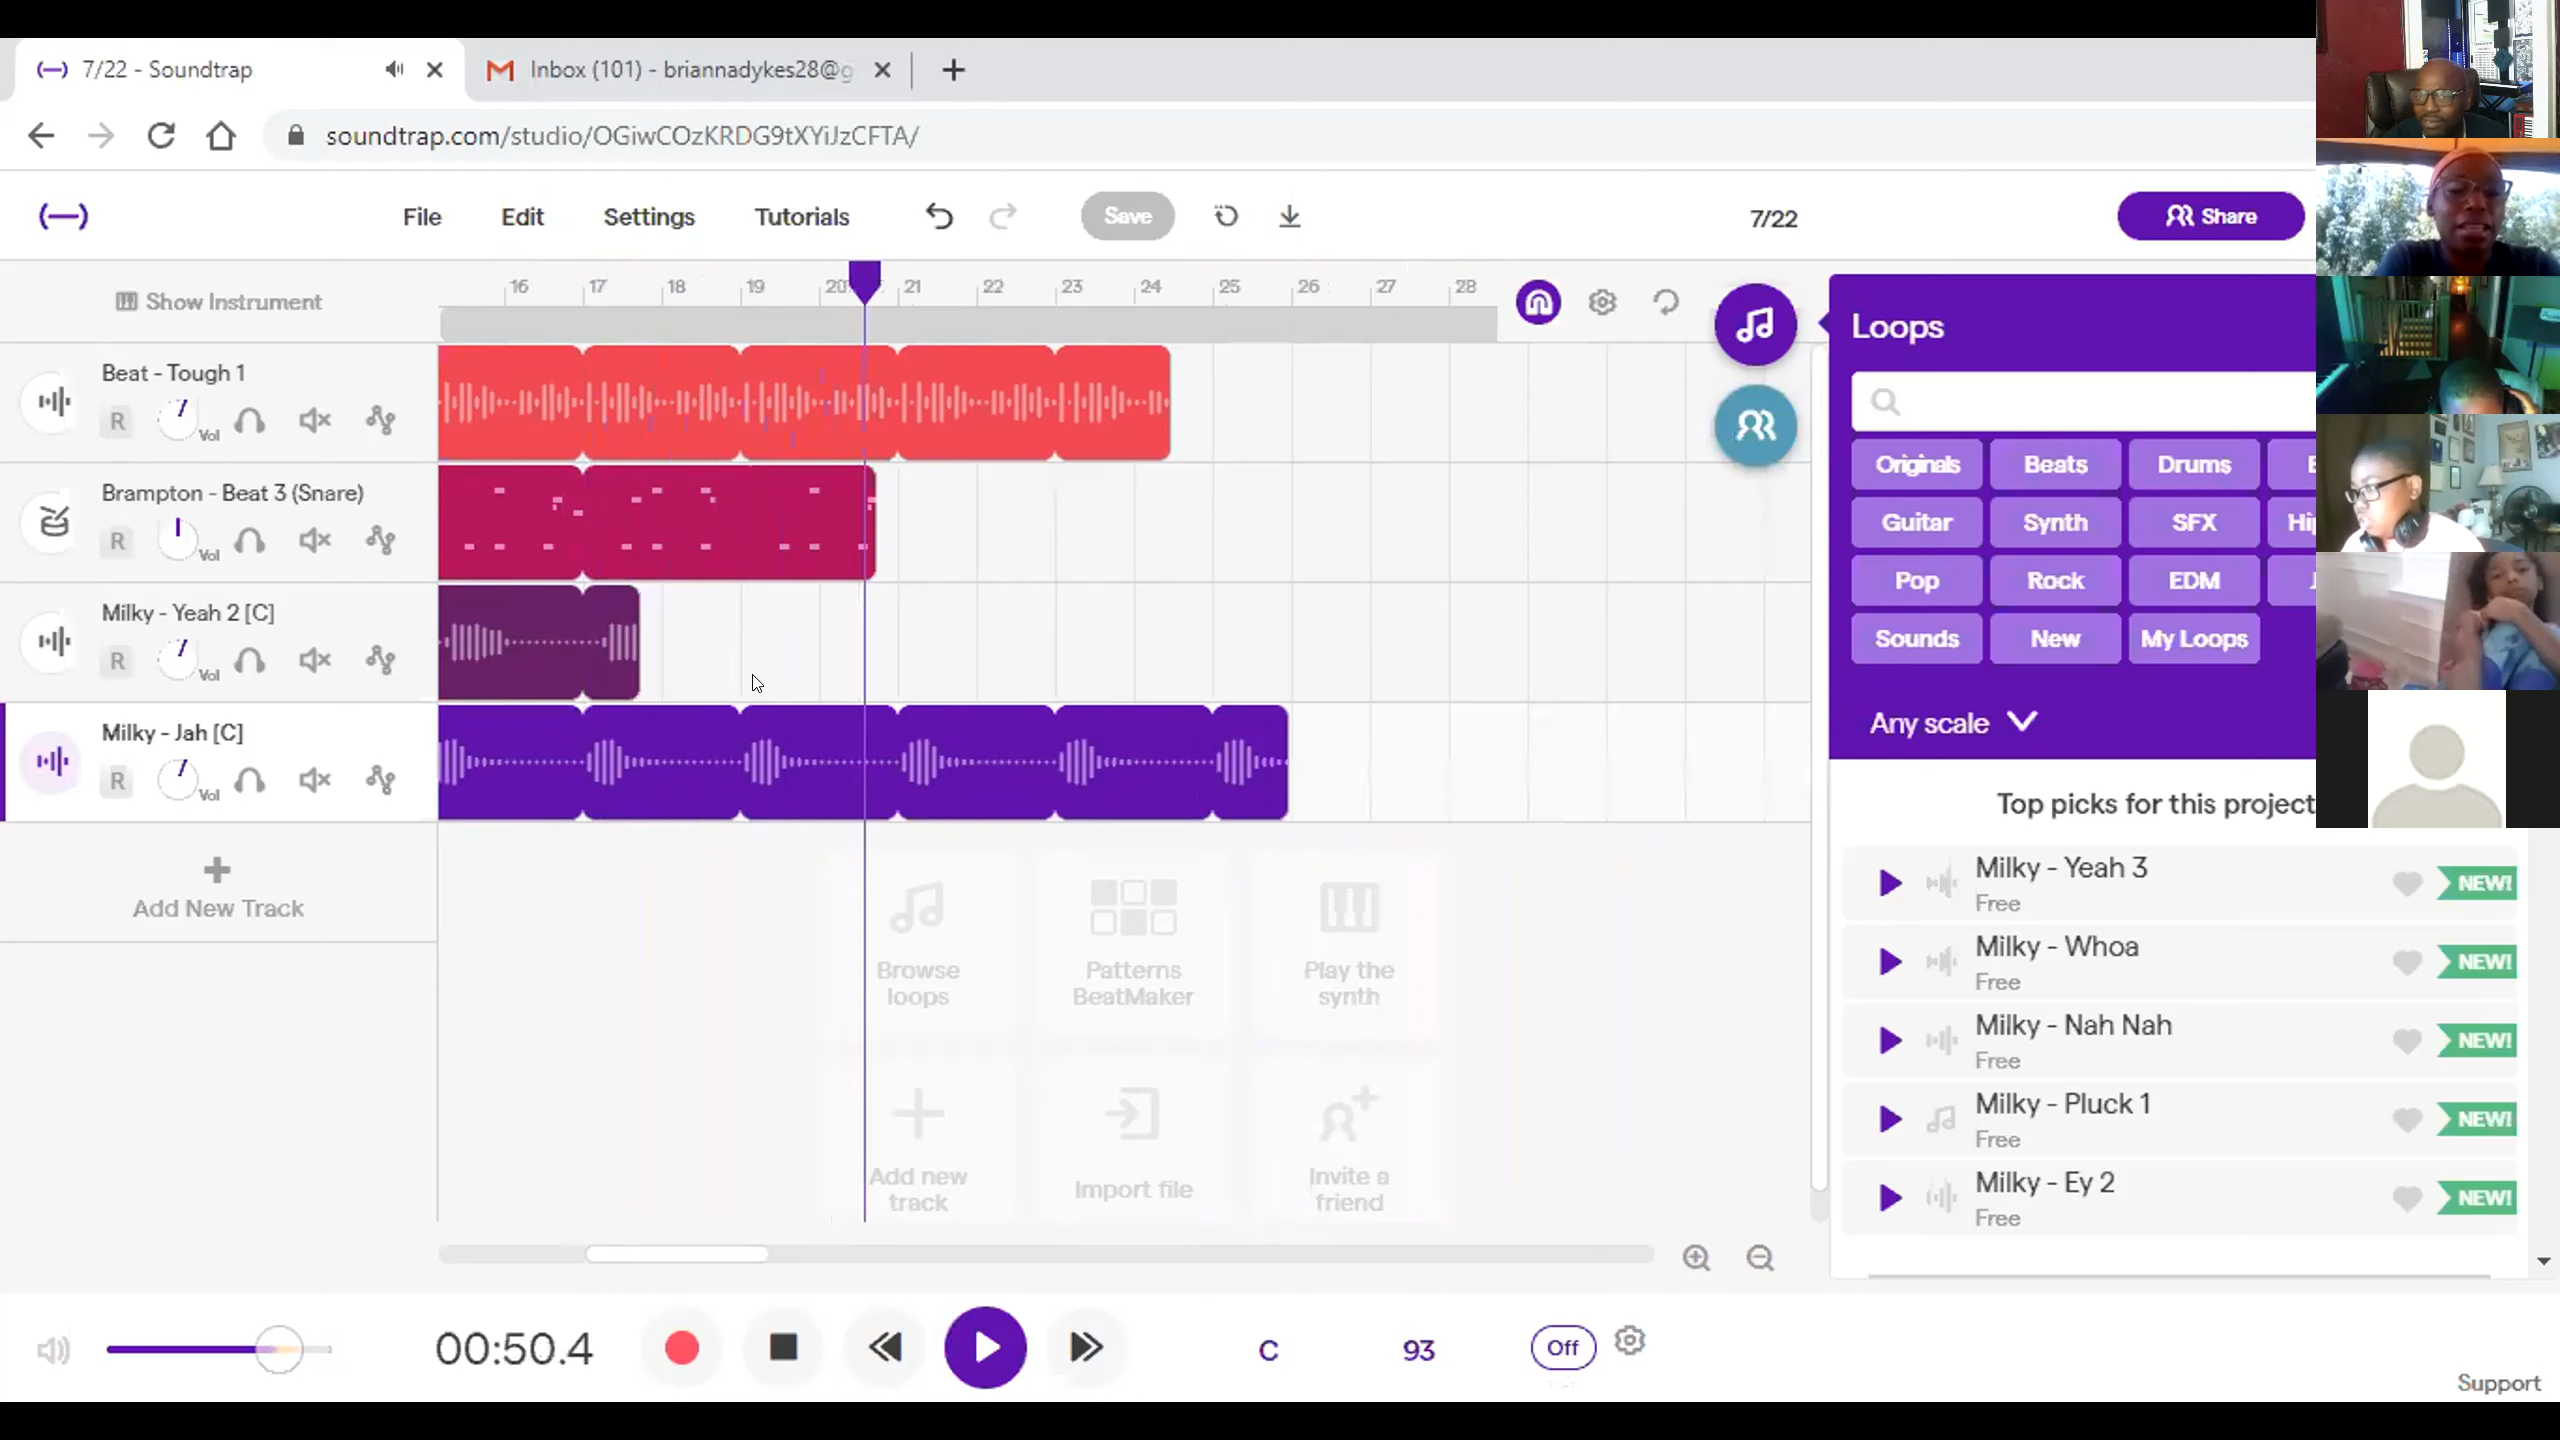 7/22 - Soundtrap
Inbox (101) - briannadykes28@g
soundtrap.com/studio/OGiwCOzKRDG9tXYiJzCFTA/
File Edit Settings Tutorials Save 7/22 Share
Show Instrument
16 17 18 19 20 21 22 23 24 25 26 27 28
Loops
Beat - Tough 1
R Vol
Originals Beats Drums
Brampton - Beat 3 (Snare)
R Vol
Guitar Synth SFX
Pop Rock EDM
Milky - Yeah 2 [C]
R Vol
Sounds New My Loops
Any scale
Milky - Jah [C]
R Vol
Top picks for this project
Add New Track
Browse loops
Patterns BeatMaker
Play the synth
Add new track
Import file
Invite a friend
Milky - Yeah 3
Free
NEW!
Milky - Whoa
Free
NEW!
Milky - Nah Nah
Free
NEW!
Milky - Pluck 1
Free
NEW!
Milky - Ey 2
Free
NEW!
00:50.4 C 93 Off
Support